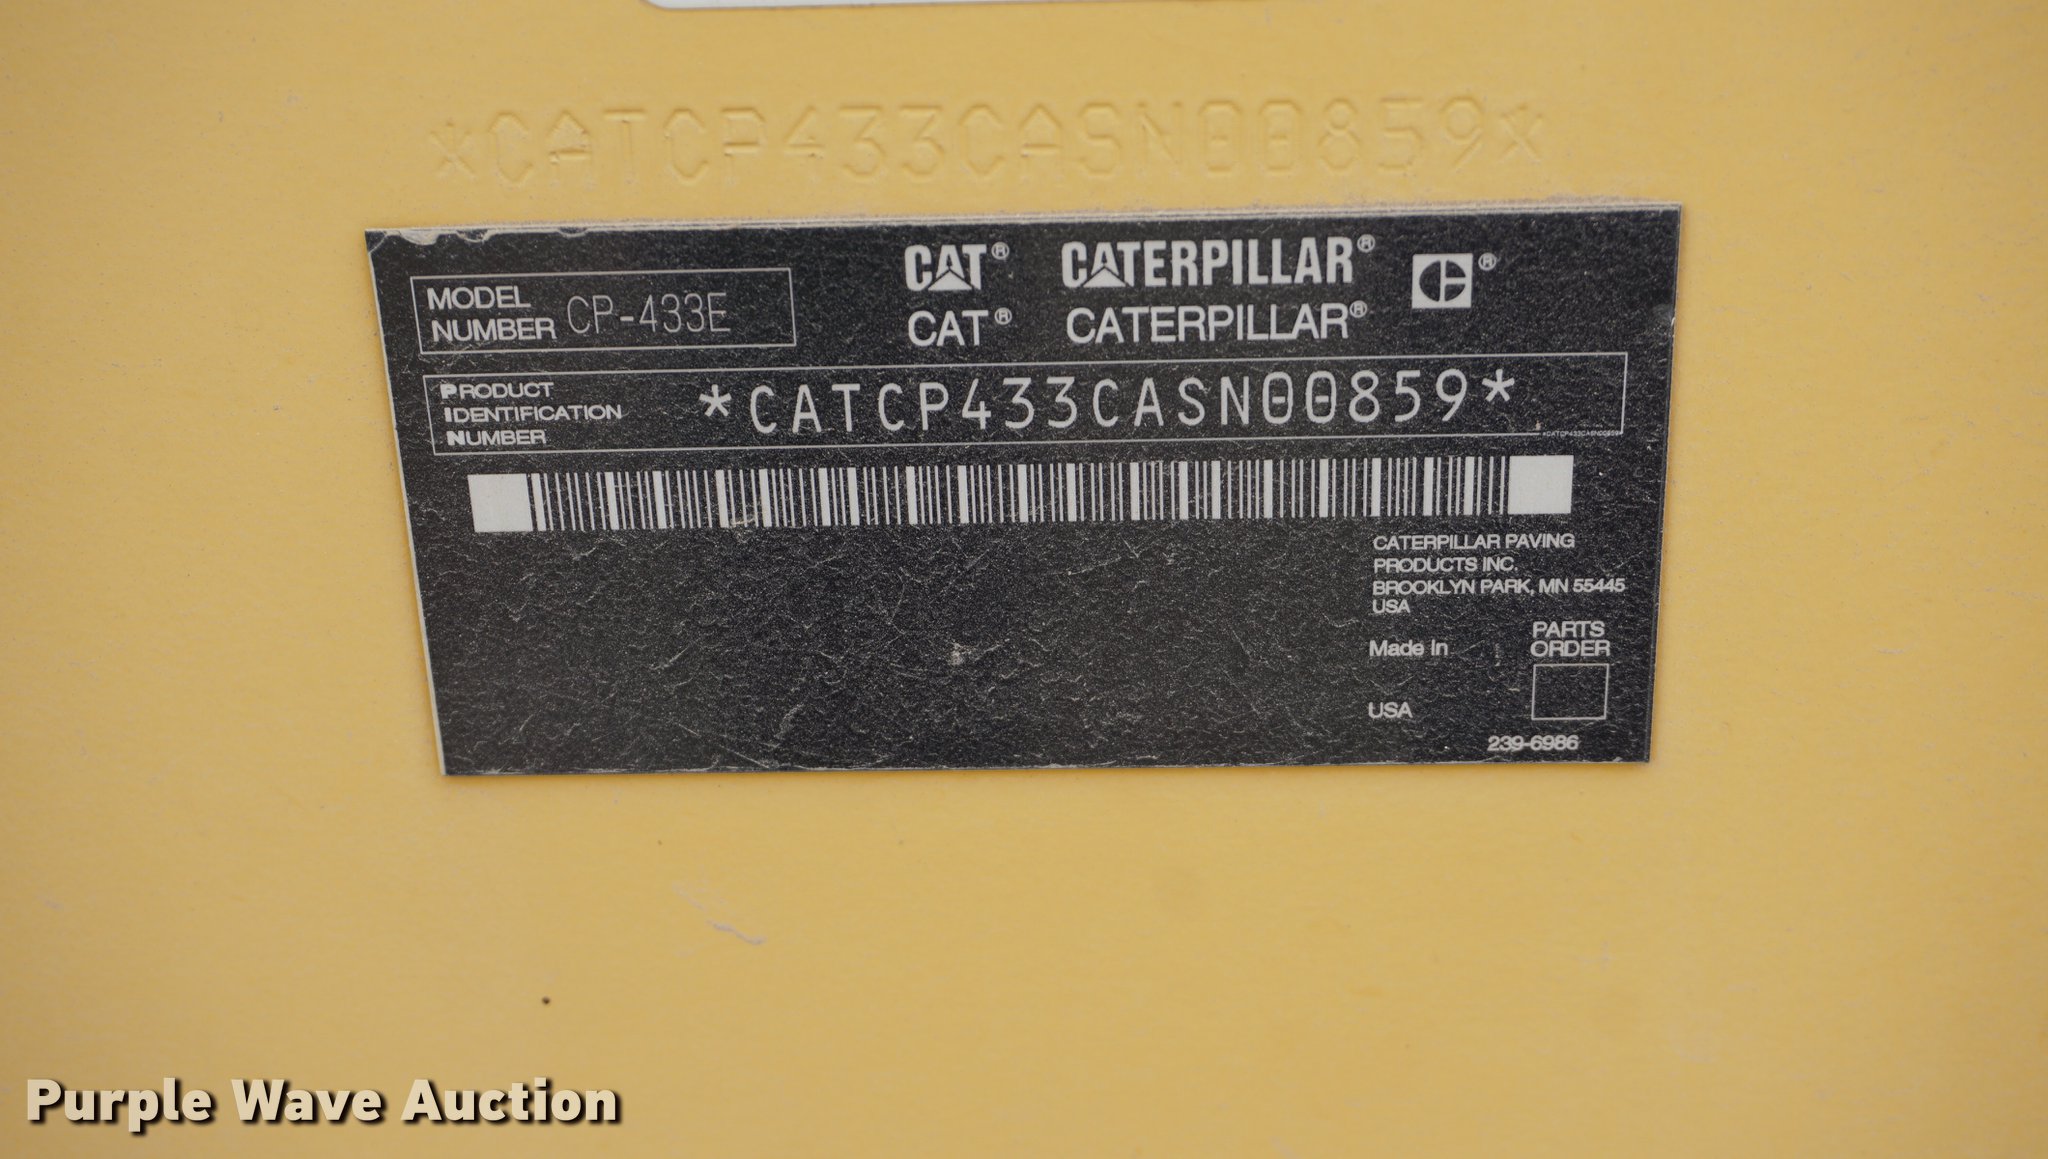 *CATCP433CASN00859*
MODEL NUMBER CP-433E
CAT® CATERPILLAR® ®
CAT® CATERPILLAR®
PRODUCT IDENTIFICATION NUMBER *CATCP433CASN00859*
*CATCP433CASN00859*
CATERPILLAR PAVING
PRODUCTS INC.
BROOKLYN PARK, MN 55445
USA
Made in
USA
PARTS
ORDER
239-6986
Purple Wave Auction